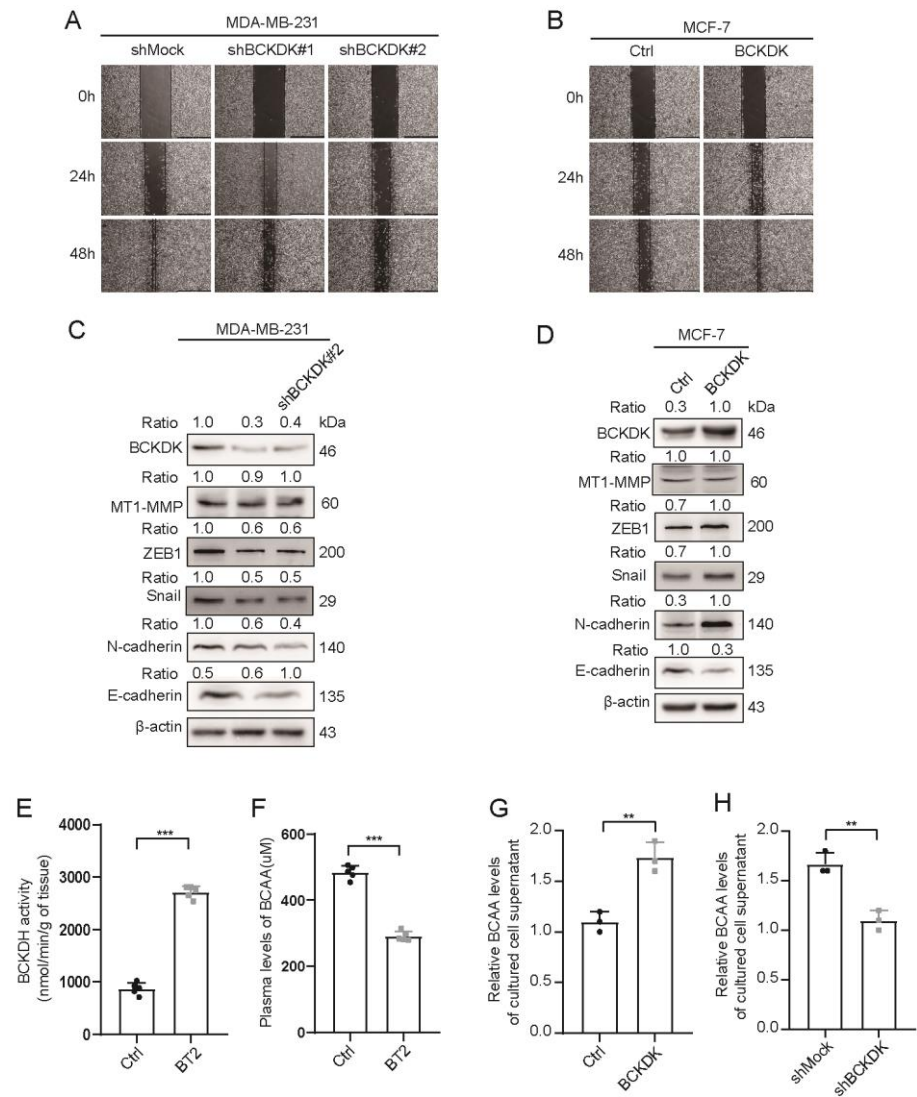 A
MDA-MB-231
shMock shBCKDK#1 shBCKDK#2
0h
24h
48h
B
MCF-7
Ctrl BCKDK
0h
24h
48h
C
MDA-MB-231
shBCKDK#2
Ratio 1.0 0.3 0.4 kDa
BCKDK 46
Ratio 1.0 0.9 1.0
MT1-MMP 60
Ratio 1.0 0.6 0.6
ZEB1 200
Ratio 1.0 0.5 0.5
Snail 29
Ratio 1.0 0.6 0.4
N-cadherin 140
Ratio 0.5 0.6 1.0
E-cadherin 135
β-actin 43
D
MCF-7
Ctrl BCKDK
Ratio 0.3 1.0 kDa
BCKDK 46
Ratio 1.0 1.0
MT1-MMP 60
Ratio 0.7 1.0
ZEB1 200
Ratio 0.7 1.0
Snail 29
Ratio 0.3 1.0
N-cadherin 140
Ratio 1.0 0.3
E-cadherin 135
β-actin 43
E
BCKDH activity
(nmol/min/g of tissue)
4000
3000
2000
1000
0
***
Ctrl BT2
F
Plasma levels of BCAA(uM)
600
400
200
0
***
Ctrl BT2
G
Relative BCAA levels
of cultured cell supernatant
2.0
1.5
1.0
0.5
0.0
**
Ctrl BCKDK
H
Relative BCAA levels
of cultured cell supernatant
2.0
1.5
1.0
0.5
0.0
**
shMock shBCKDK